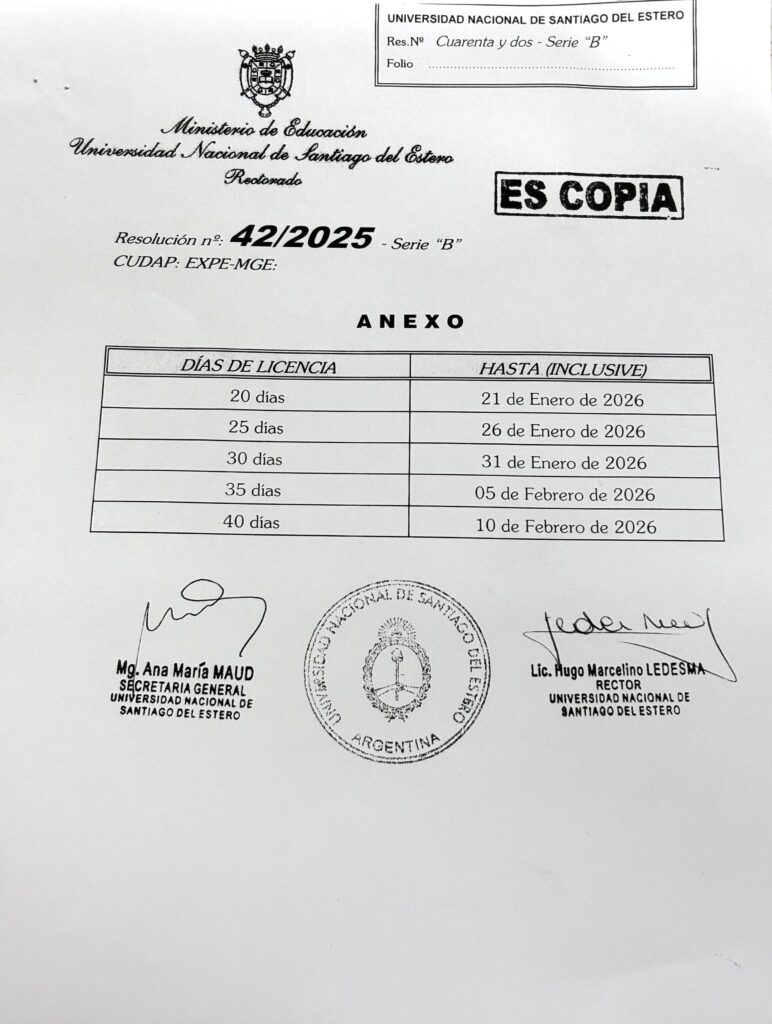 UNIVERSIDAD NACIONAL DE SANTIAGO DEL ESTERO
Res.Nº Cuarenta y dos - Serie "B"
Folio ............................................................
Ministerio de Educación
Universidad Nacional de Santiago del Estero
Rectorado
ES COPIA
Resolución nº: 42/2025 - Serie "B"
CUDAP: EXPE-MGE:
ANEXO
DÍAS DE LICENCIA HASTA (INCLUSIVE)
20 días 21 de Enero de 2026
25 días 26 de Enero de 2026
30 días 31 de Enero de 2026
35 días 05 de Febrero de 2026
40 días 10 de Febrero de 2026
Mg. Ana María MAUD
SECRETARIA GENERAL
UNIVERSIDAD NACIONAL DE
SANTIAGO DEL ESTERO
UNIVERSIDAD NACIONAL DE SANTIAGO DEL ESTERO
ARGENTINA
Lic. Hugo Marcelino LEDESMA
RECTOR
UNIVERSIDAD NACIONAL DE
SANTIAGO DEL ESTERO